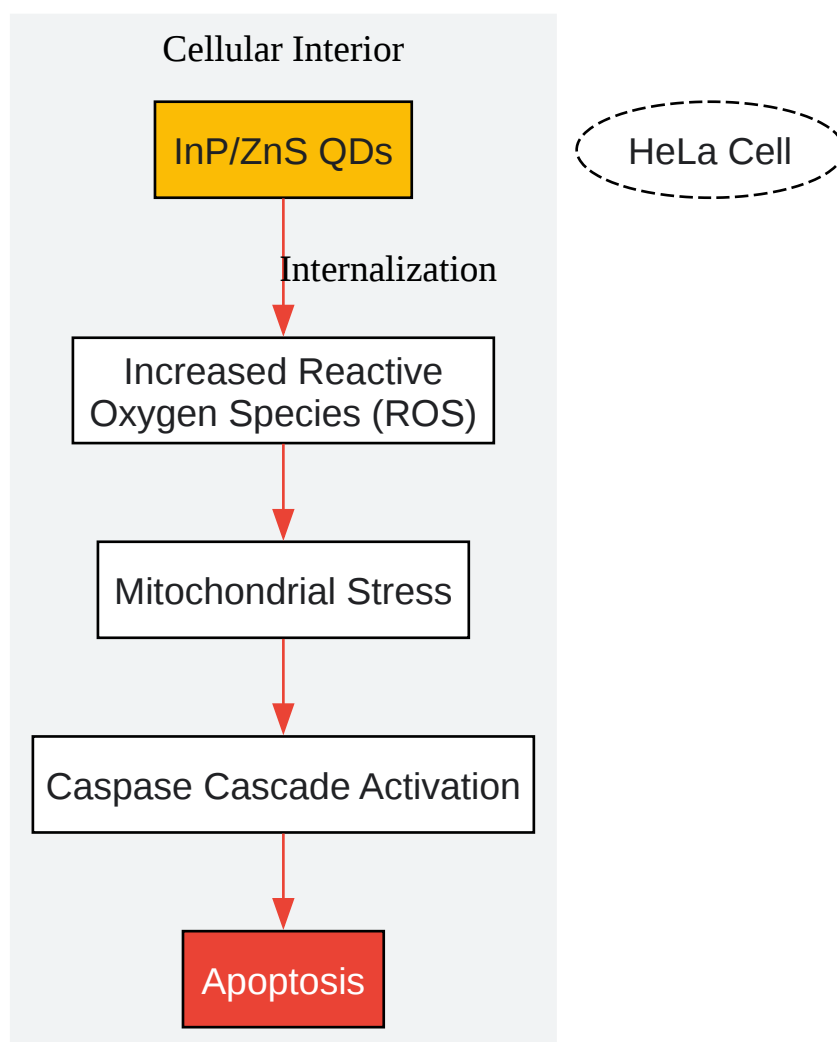 Cellular Interior
InP/ZnS QDs
HeLa Cell
Internalization
Increased Reactive
Oxygen Species (ROS)
Mitochondrial Stress
Caspase Cascade Activation
Apoptosis